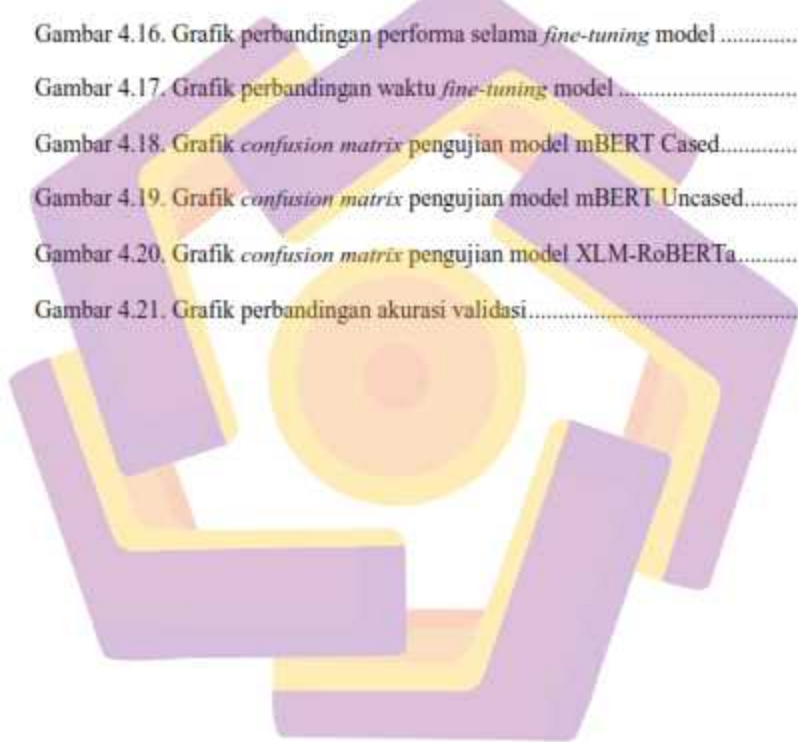 Gambar 4.16. Grafik perbandingan performa selama fine-tuning model .............
Gambar 4.17. Grafik perbandingan waktu fine-tuning model ..............................
Gambar 4.18. Grafik confusion matrix pengujian model mBERT Cased.............
Gambar 4.19. Grafik confusion matrix pengujian model mBERT Uncased.........
Gambar 4.20. Grafik confusion matrix pengujian model XLM-RoBERTa..........
Gambar 4.21. Grafik perbandingan akurasi validasi.............................................